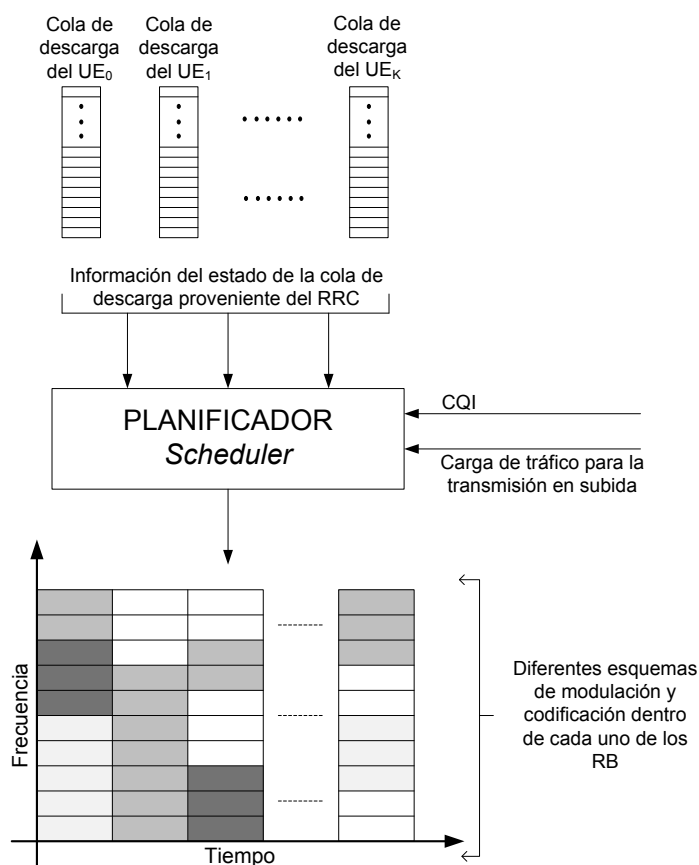 Cola de
descarga
del UE₀
Cola de
descarga
del UE₁
Cola de
descarga
del UEₖ
Información del estado de la cola de
descarga proveniente del RRC
PLANIFICADOR
Scheduler
CQI
Carga de tráfico para la
transmisión en subida
Frecuencia
Tiempo
Diferentes esquemas
de modulación y
codificación dentro
de cada uno de los
RB